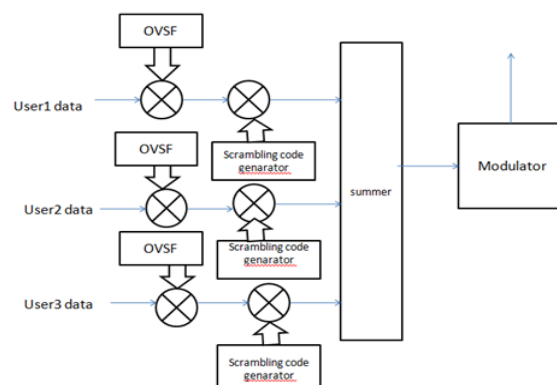 OVSF
User1 data
Scrambling code
genarator
OVSF
summer
Modulator
User2 data
Scrambling code
genarator
OVSF
User3 data
Scrambling code
genarator